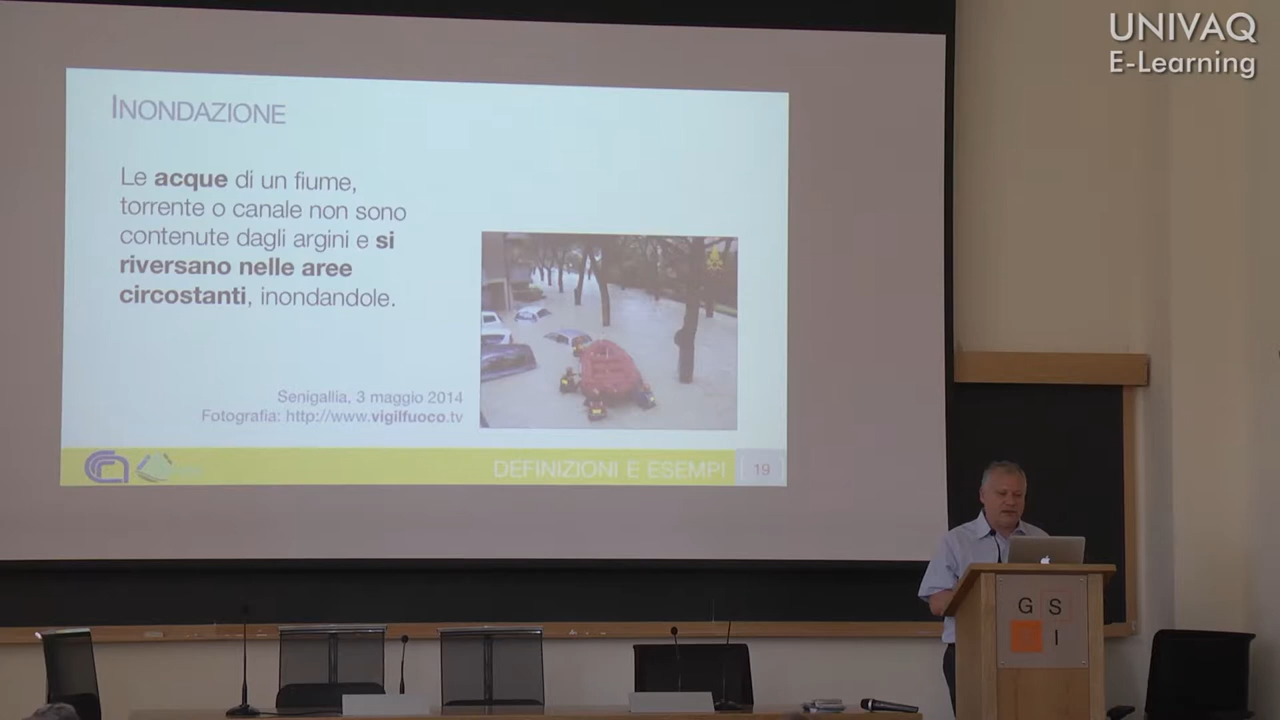 UNIVAQ
E-Learning
INONDAZIONE
Le acque di un fiume,
torrente o canale non sono
contenute dagli argini e si
riversano nelle aree
circostanti, inondandole.
Senigallia, 3 maggio 2014
Fotografia: http://www.vigilfuoco.tv
DEFINIZIONI E ESEMPI
19
G S
I